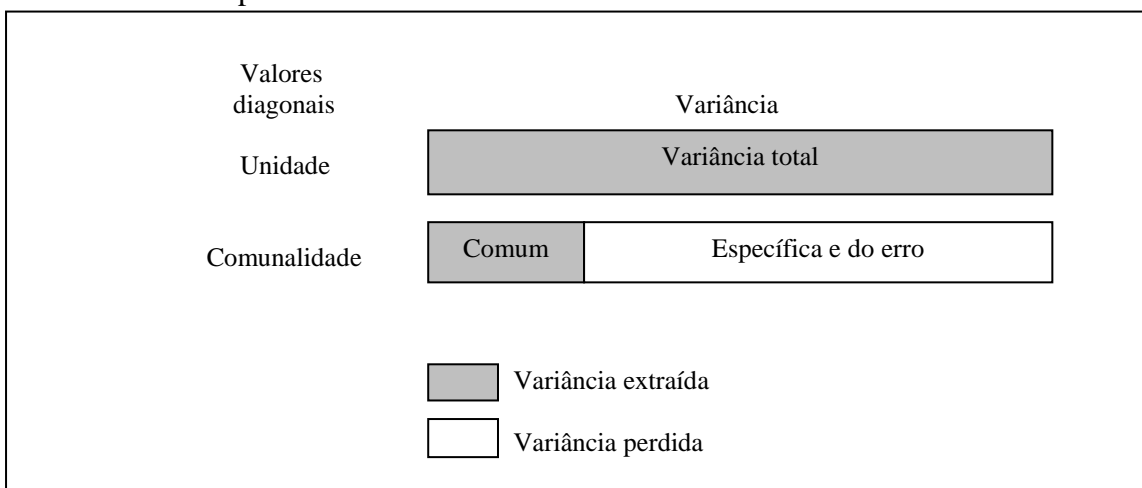 Valores
diagonais
Variância
Unidade
Variância total
Comunalidade
Comum
Específica e do erro
Variância extraída
Variância perdida